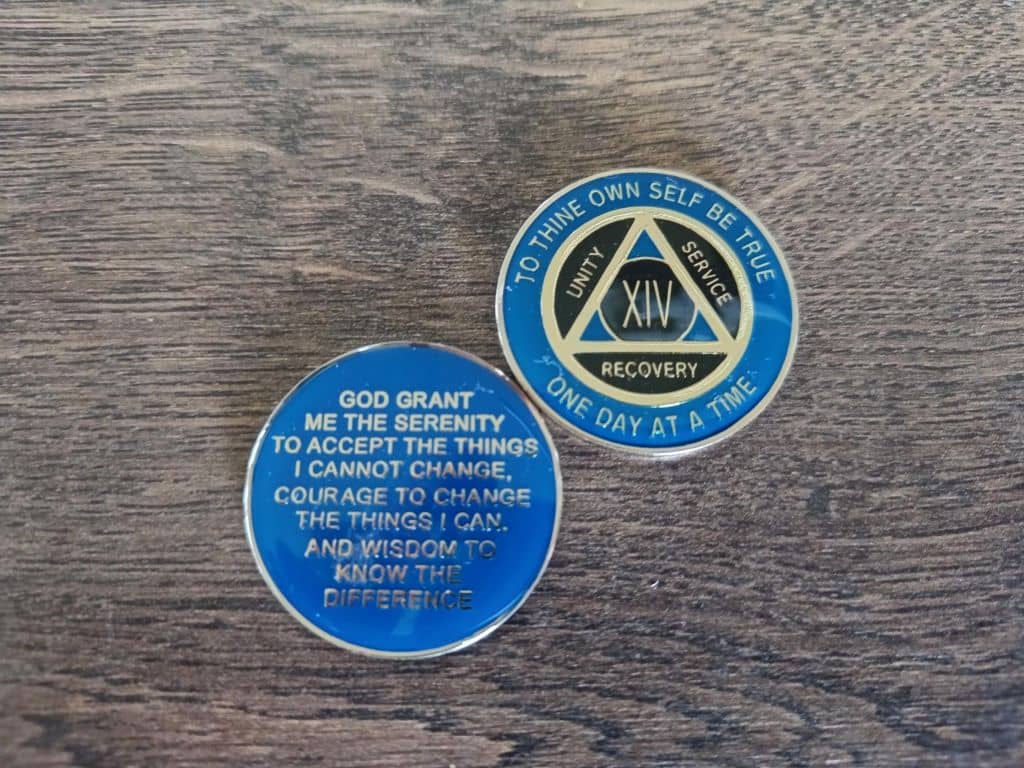 TO THINE OWN SELF BE TRUE
UNITY
SERVICE
XIV
RECOVERY
ONE DAY AT A TIME
GOD GRANT
ME THE SERENITY
TO ACCEPT THE THINGS
I CANNOT CHANGE,
COURAGE TO CHANGE
THE THINGS I CAN,
AND WISDOM TO
KNOW THE
DIFFERENCE